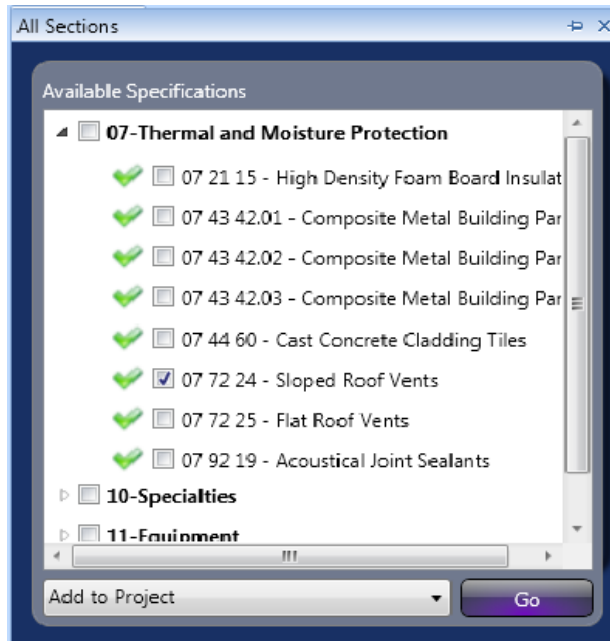 All Sections
Available Specifications
07-Thermal and Moisture Protection
07 21 15 - High Density Foam Board Insulat
07 43 42.01 - Composite Metal Building Par
07 43 42.02 - Composite Metal Building Par
07 43 42.03 - Composite Metal Building Par
07 44 60 - Cast Concrete Cladding Tiles
07 72 24 - Sloped Roof Vents
07 72 25 - Flat Roof Vents
07 92 19 - Acoustical Joint Sealants
10-Specialties
11-Equipment
Add to Project
Go